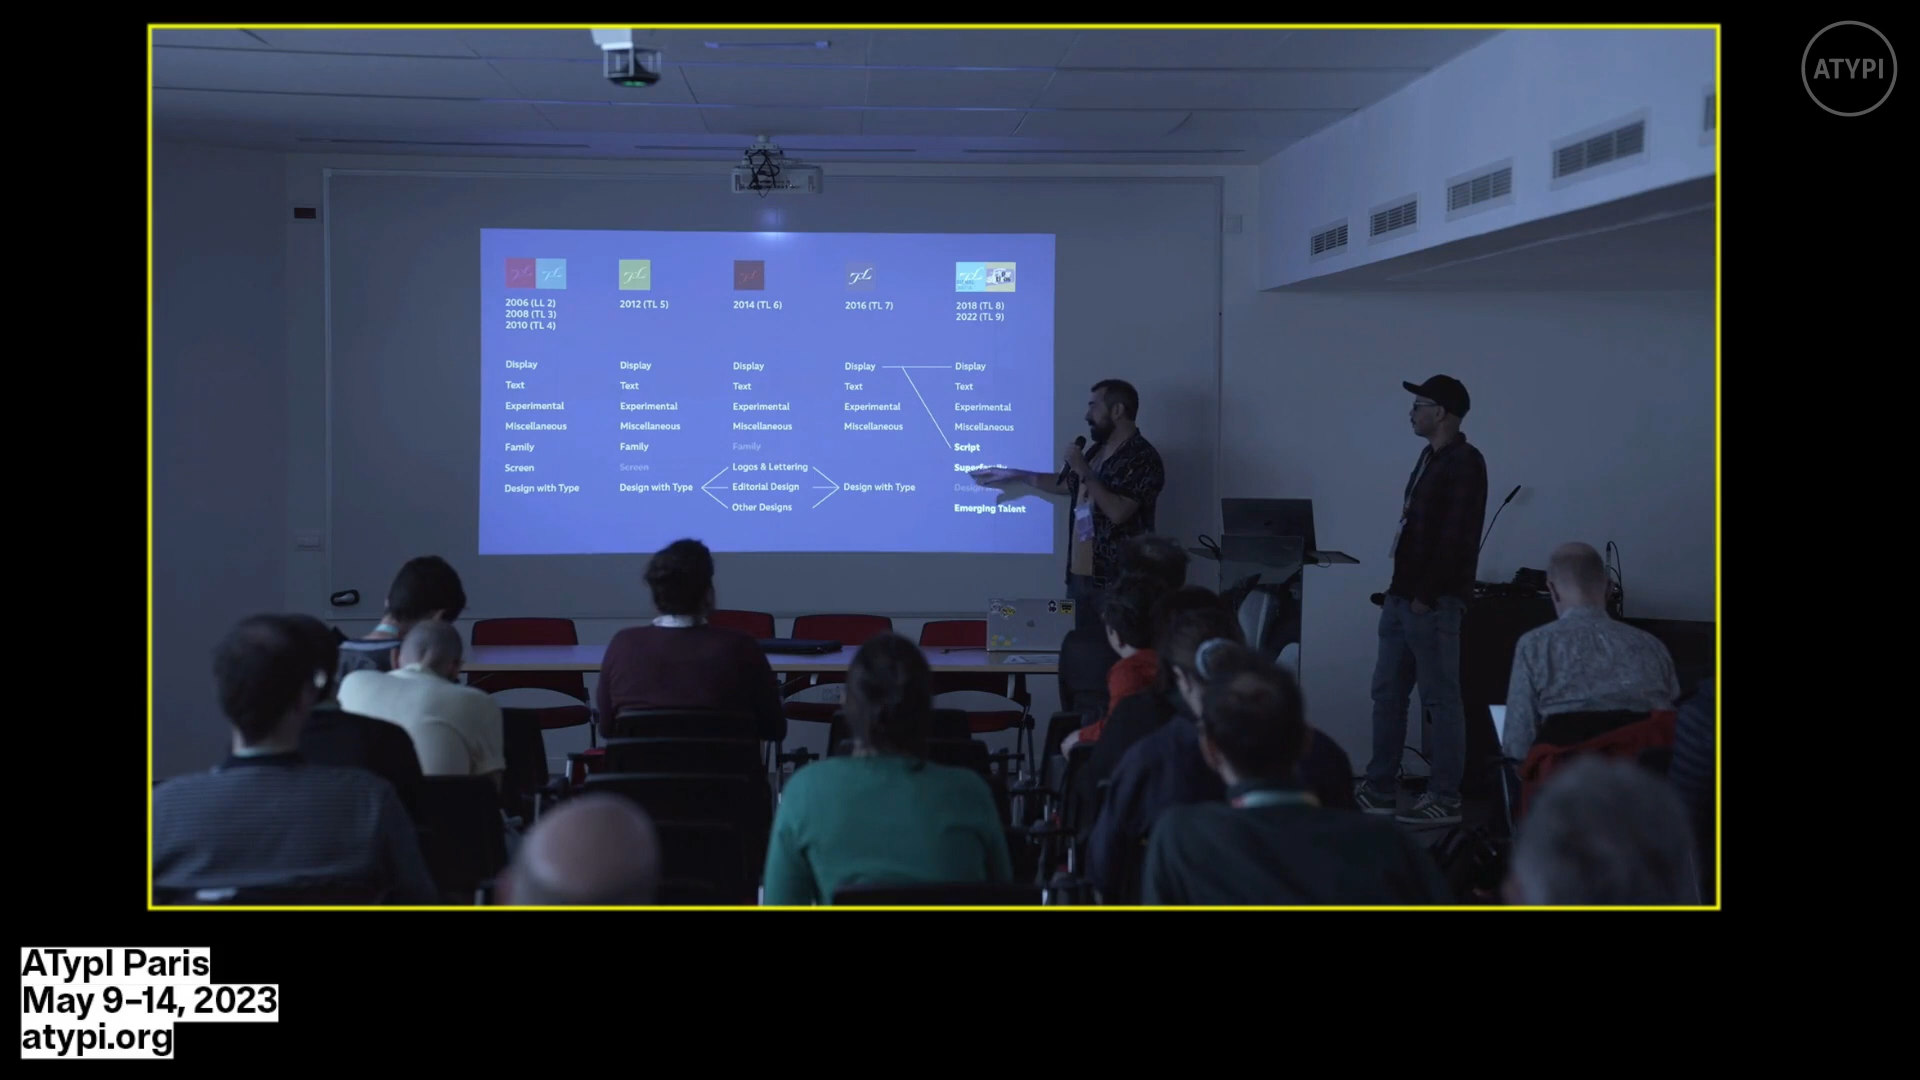 ATYPI
2006 (LL 2)
2008 (TL 3)
2010 (TL 4)
Display
Text
Experimental
Miscellaneous
Family
Screen
Design with Type
2012 (TL 5)
Display
Text
Experimental
Miscellaneous
Family
Screen
Design with Type
2014 (TL 6)
Display
Text
Experimental
Miscellaneous
Family
Logos & Lettering
Editorial Design
Other Designs
2016 (TL 7)
Display
Text
Experimental
Miscellaneous
Design with Type
2018 (TL 8)
2022 (TL 9)
Display
Text
Experimental
Miscellaneous
Script
Superfamily
Emerging Talent
ATypI Paris
May 9–14, 2023
atypi.org